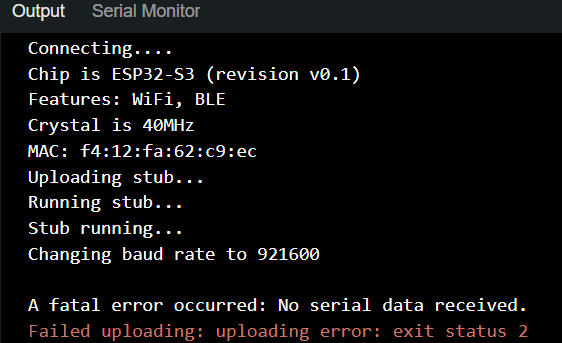 Output Serial Monitor
Connecting....
Chip is ESP32-S3 (revision v0.1)
Features: WiFi, BLE
Crystal is 40MHz
MAC: f4:12:fa:62:c9:ec
Uploading stub...
Running stub...
Stub running...
Changing baud rate to 921600
A fatal error occurred: No serial data received.
Failed uploading: uploading error: exit status 2